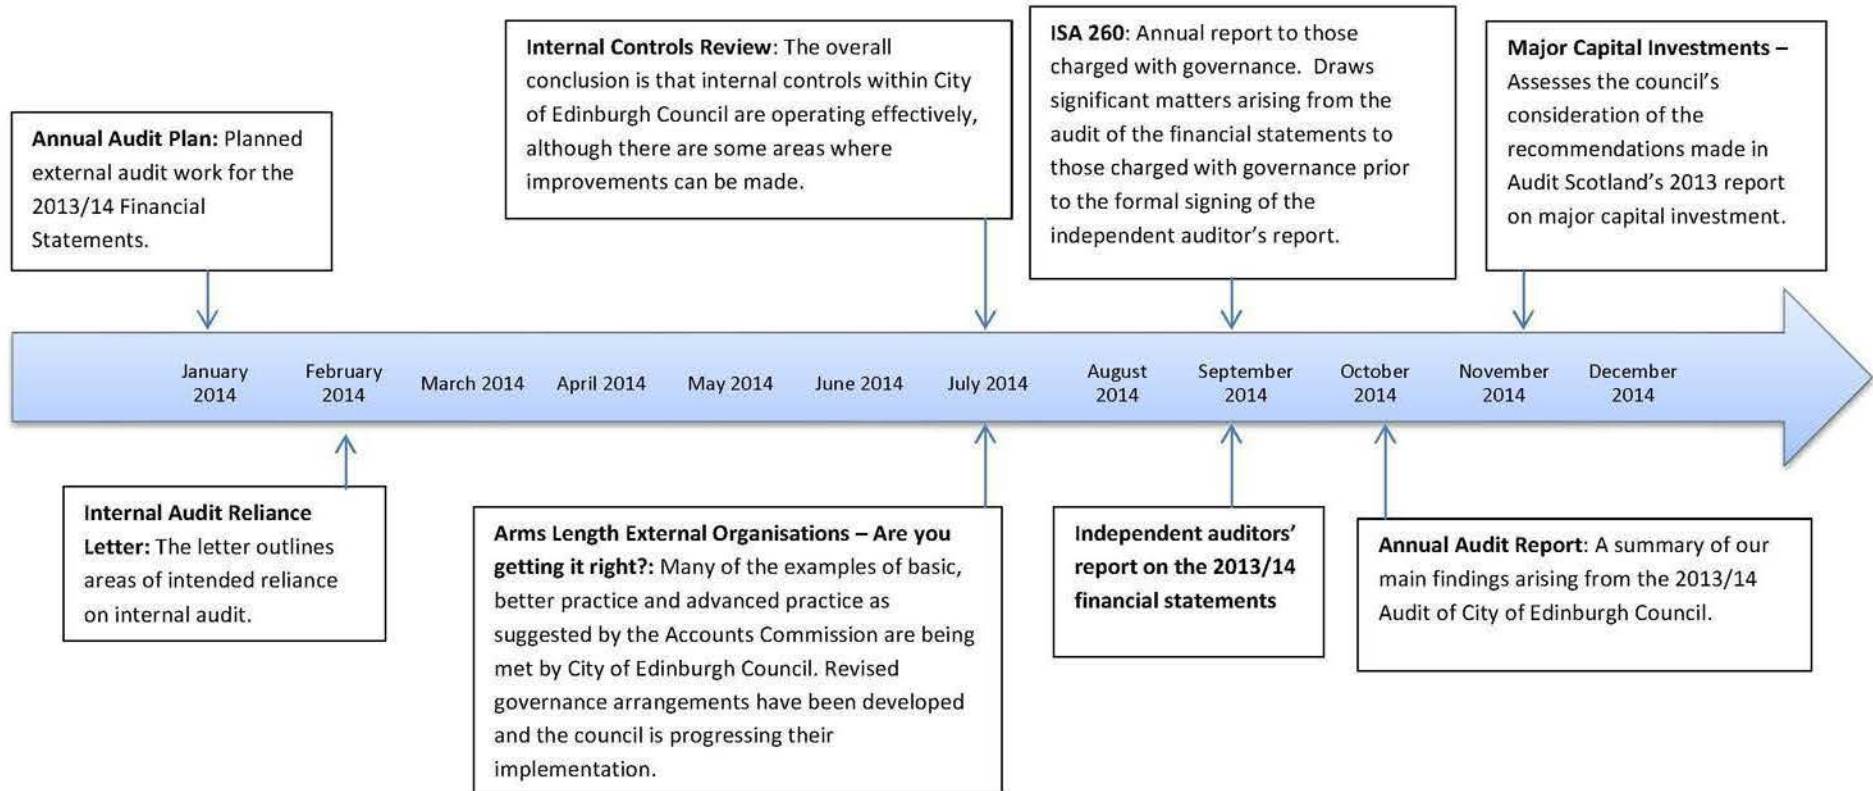 Annual Audit Plan: Planned
external audit work for the
2013/14 Financial
Statements.
Internal Controls Review: The overall
conclusion is that internal controls within City
of Edinburgh Council are operating effectively,
although there are some areas where
improvements can be made.
ISA 260: Annual report to those
charged with governance. Draws
significant matters arising from the
audit of the financial statements to
those charged with governance prior
to the formal signing of the
independent auditor's report.
Major Capital Investments –
Assesses the council's
consideration of the
recommendations made in
Audit Scotland's 2013 report
on major capital investment.
January
2014
February
2014
March 2014
April 2014
May 2014
June 2014
July 2014
August
2014
September
2014
October
2014
November
2014
December
2014
Internal Audit Reliance
Letter: The letter outlines
areas of intended reliance
on internal audit.
Arms Length External Organisations – Are you
getting it right?: Many of the examples of basic,
better practice and advanced practice as
suggested by the Accounts Commission are being
met by City of Edinburgh Council. Revised
governance arrangements have been developed
and the council is progressing their
implementation.
Independent auditors'
report on the 2013/14
financial statements
Annual Audit Report: A summary of our
main findings arising from the 2013/14
Audit of City of Edinburgh Council.